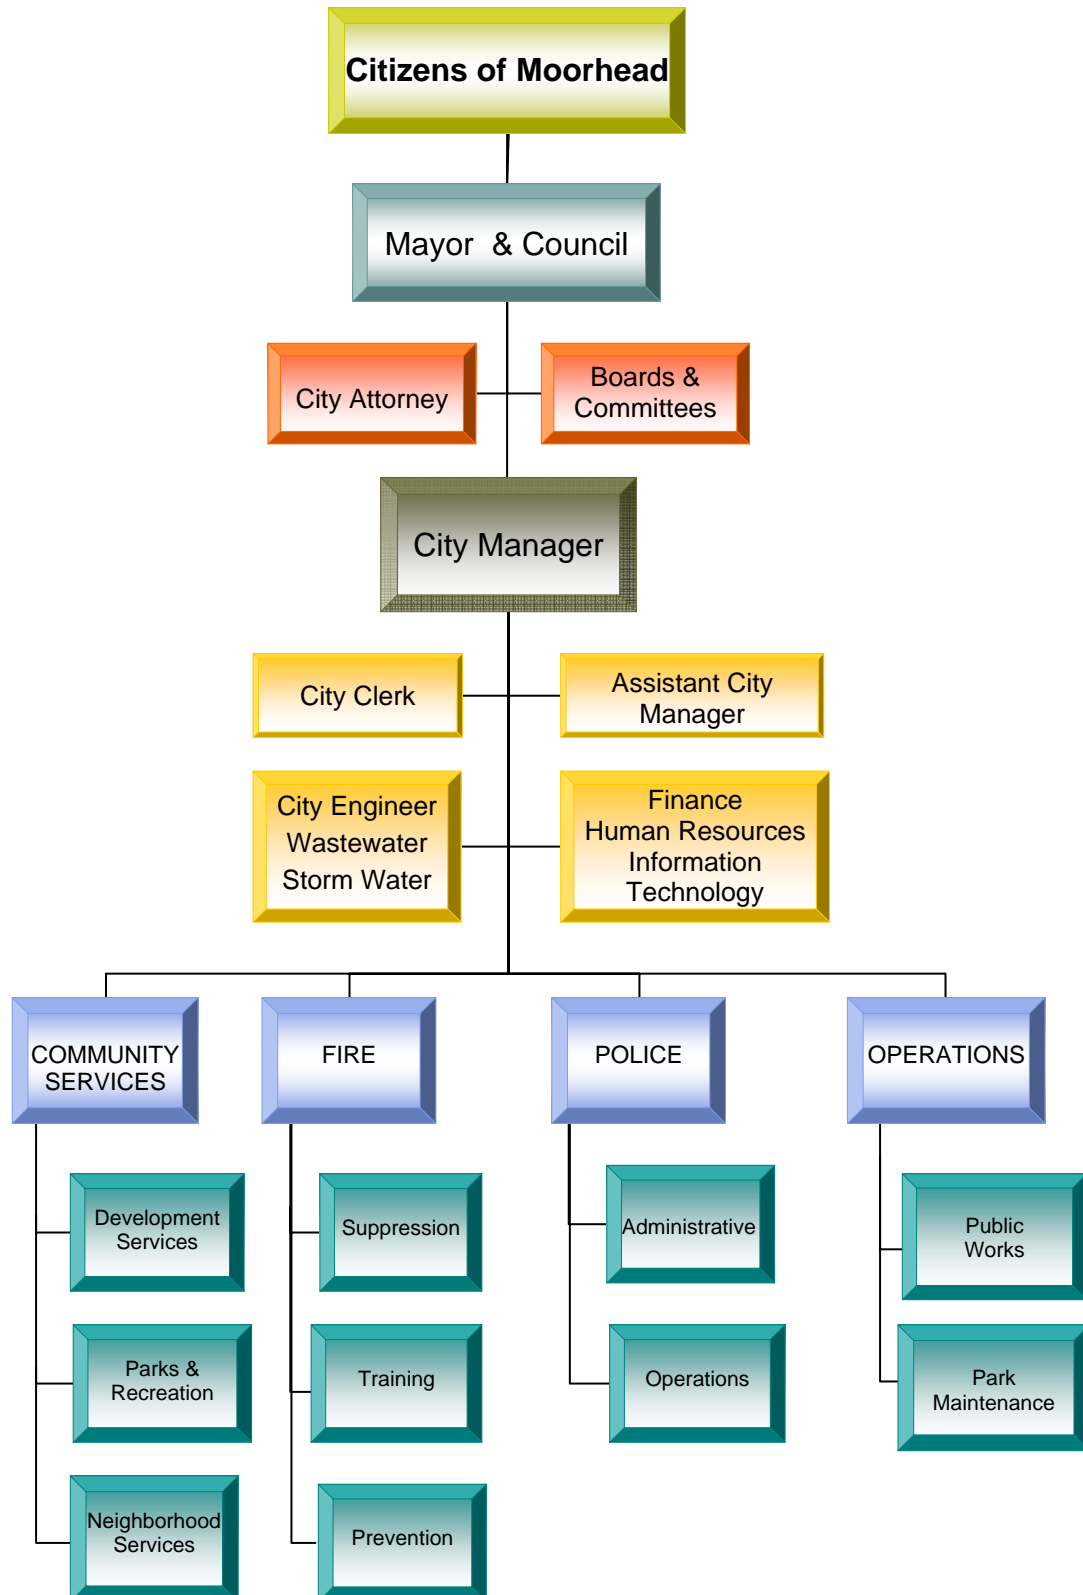 Citizens of Moorhead
Mayor & Council
City Attorney
Boards &
Committees
City Manager
City Clerk
Assistant City
Manager
City Engineer
Wastewater
Storm Water
Finance
Human Resources
Information
Technology
COMMUNITY
SERVICES
FIRE
POLICE
OPERATIONS
Development
Services
Suppression
Administrative
Public
Works
Parks &
Recreation
Training
Operations
Park
Maintenance
Neighborhood
Services
Prevention